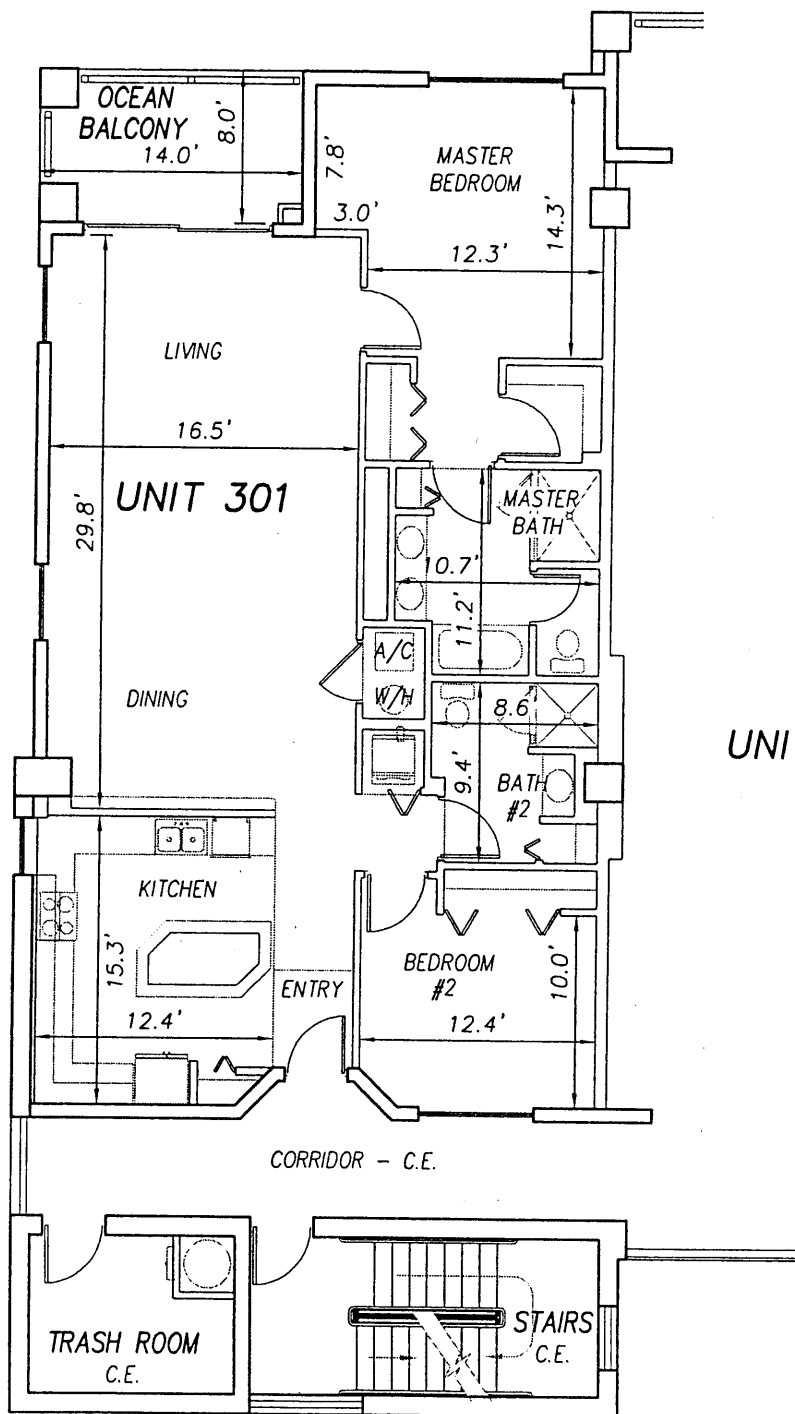 OCEAN
BALCONY
14.0'
8.0'
7.8'
3.0'
MASTER
BEDROOM
12.3'
14.3'
LIVING
16.5'
UNIT 301
29.8'
MASTER
BATH
10.7'
11.2'
A/C
W/H
DINING
8.6'
9.4'
BATH
#2
UNI
KITCHEN
15.3'
12.4'
ENTRY
BEDROOM
#2
12.4'
10.0'
CORRIDOR - C.E.
TRASH ROOM
C.E.
STAIRS
C.E.